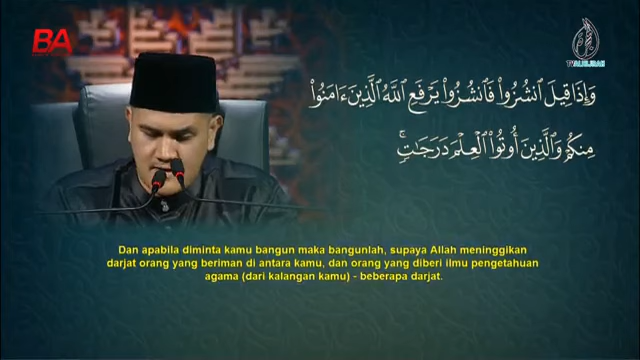 BA
TV ALHIJRAH
وَإِذَا قِيلَ ٱنشُزُوا۟ فَٱنشُزُوا۟ يَرْفَعِ ٱللَّهُ ٱلَّذِينَ ءَامَنُوا۟
مِنكُمْ وَٱلَّذِينَ أُوتُوا۟ ٱلْعِلْمَ دَرَجَـٰتٍ ۚ
Dan apabila diminta kamu bangun maka bangunlah, supaya Allah meninggikan
darjat orang yang beriman di antara kamu, dan orang yang diberi ilmu pengetahuan
agama (dari kalangan kamu) - beberapa darjat.